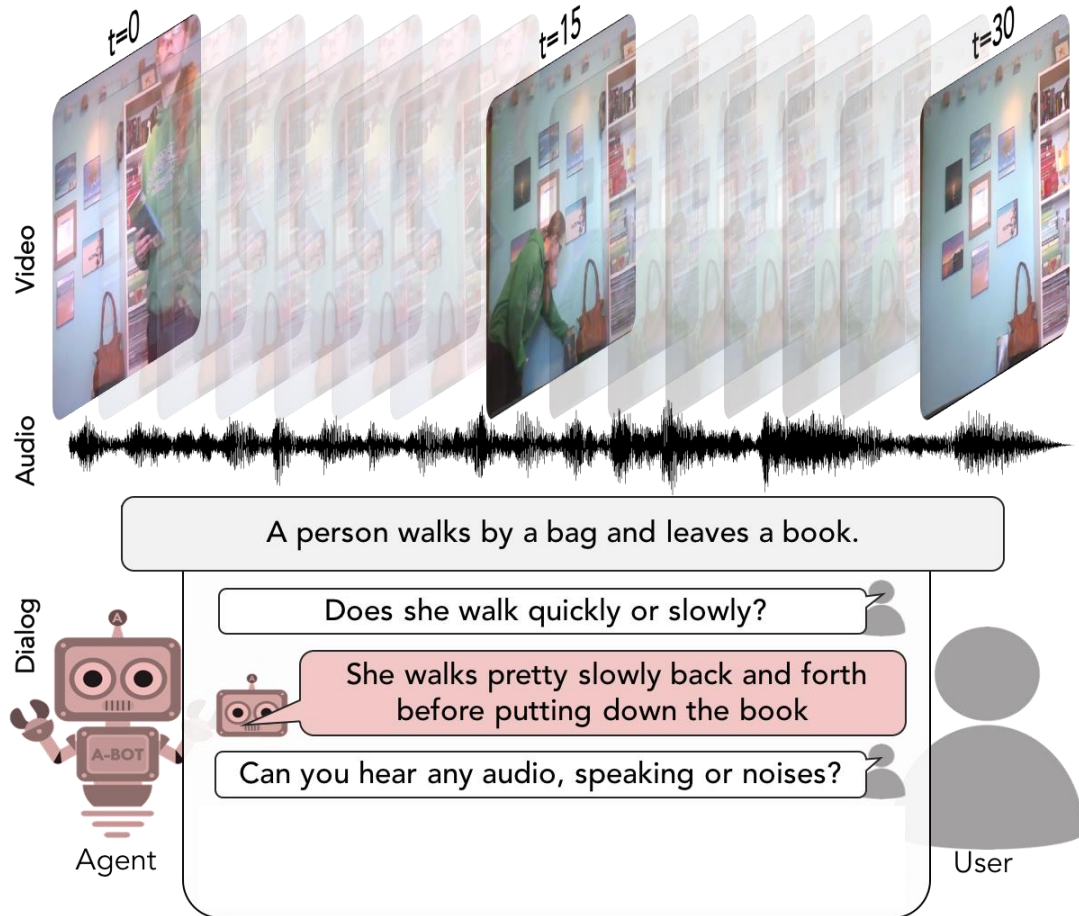 t=0
t=15
t=30
Video
Audio
A person walks by a bag and leaves a book.
Dialog
Does she walk quickly or slowly?
A
She walks pretty slowly back and forth
before putting down the book
A-BOT
Can you hear any audio, speaking or noises?
Agent
User